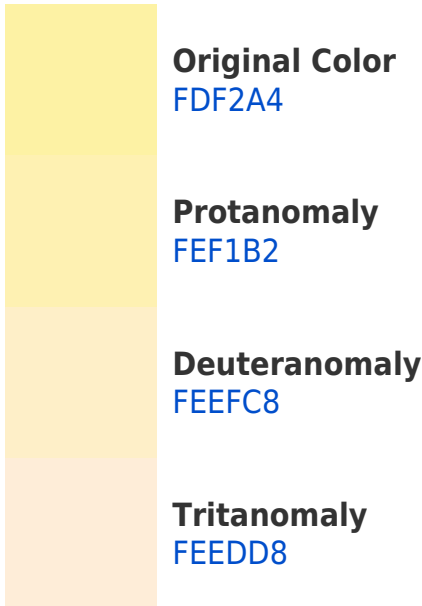 Original Color
FDF2A4
Protanomaly
FEF1B2
Deuteranomaly
FEEFC8
Tritanomaly
FEEDD8